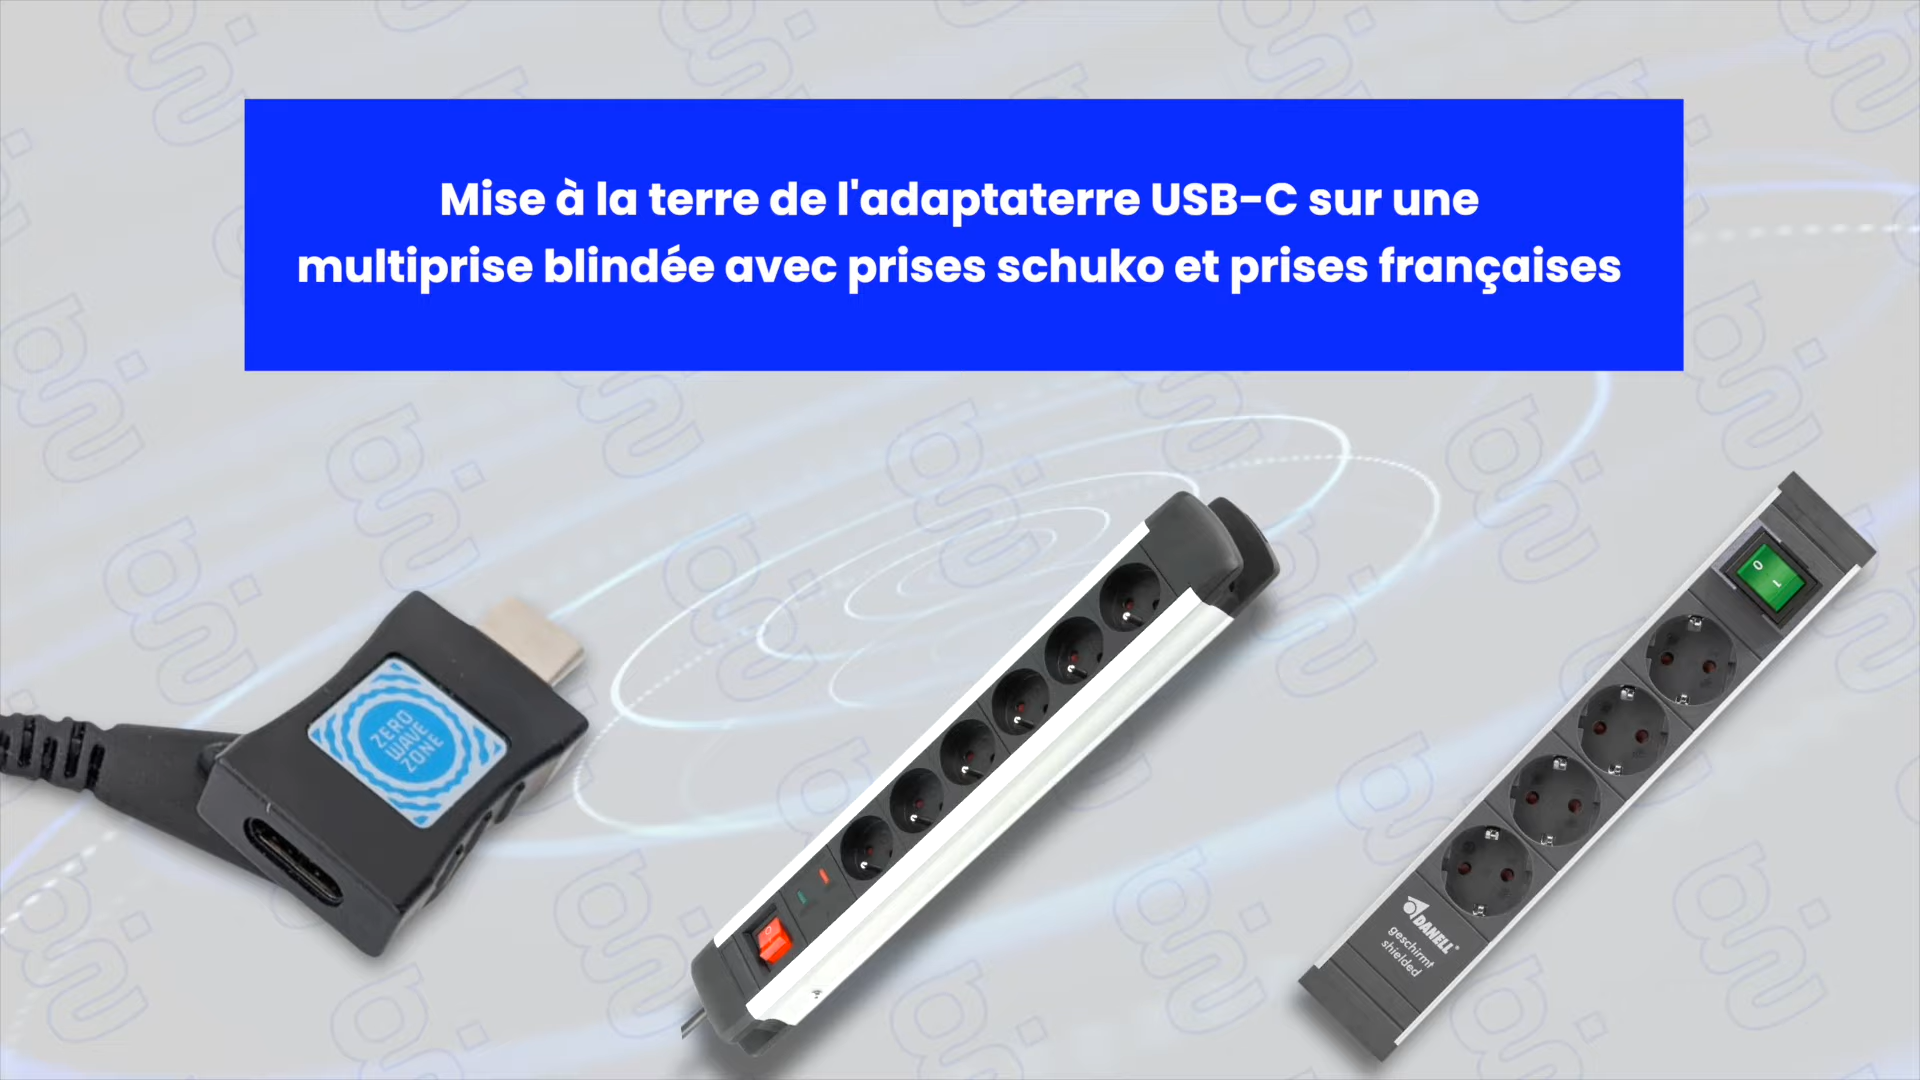 Mise à la terre de l'adaptaterre USB-C sur une
multiprise blindée avec prises schuko et prises françaises
ZERO
WAVE
ZONE
DANELL
geschirmt
shielded